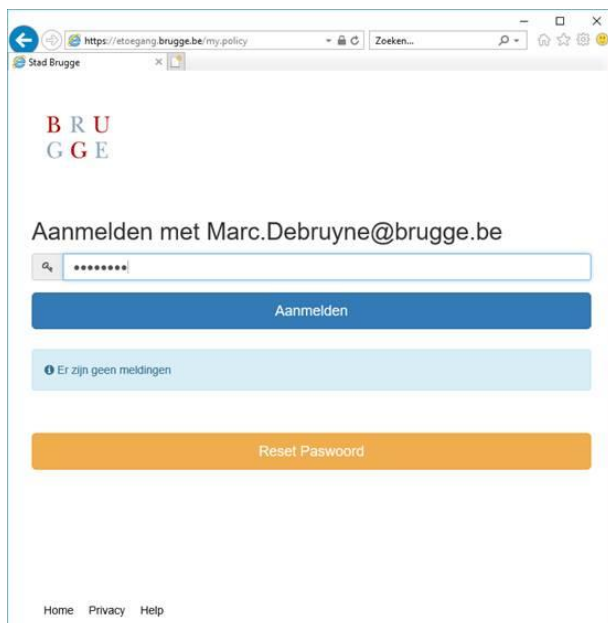 https://etoegang.brugge.be/my.policy
Zoeken...
Stad Brugge
B R U
G G E
Aanmelden met Marc.Debruyne@brugge.be
Aanmelden
Er zijn geen meldingen
Reset Paswoord
Home Privacy Help